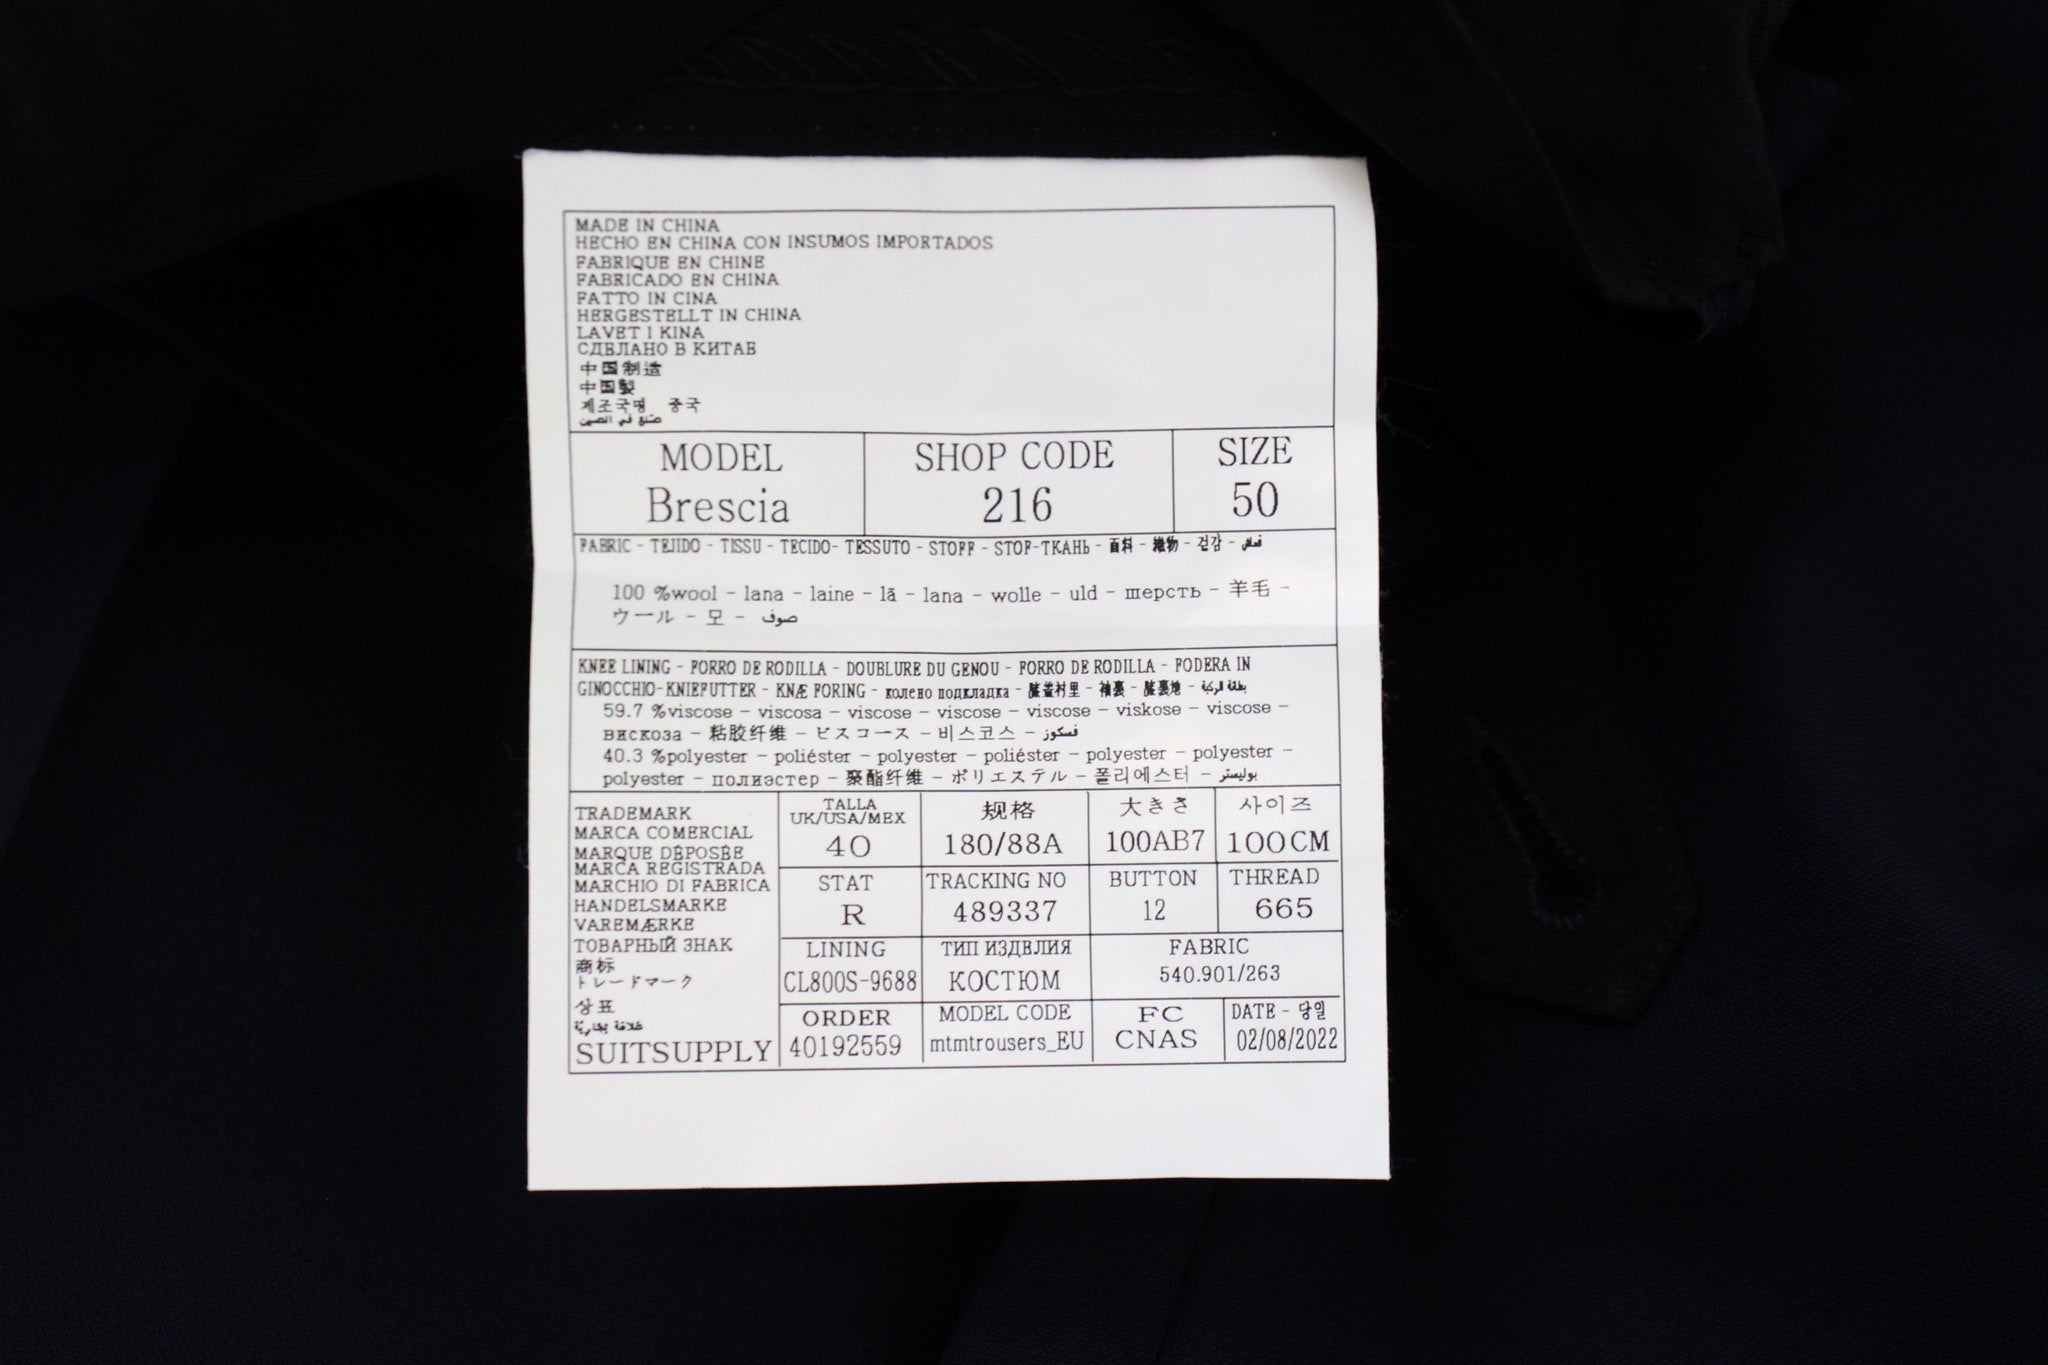 MADE IN CHINA
HECHO EN CHINA CON INSUMOS IMPORTADOS
FABRIQUE EN CHINE
FABRICADO EN CHINA
FATTO IN CINA
HERGESTELLT IN CHINA
LAVET I KINA
СДЕЛАНО В КИТАЕ
中国制造
中国製
제조국명 중국
صنع في الصين
MODEL
Brescia
SHOP CODE
216
SIZE
50
FABRIC - TEJIDO - TISSU - TECIDO- TESSUTO - STOFF - STOF-ТКАНЬ - 面料 - 織物 - 겉감 - قماش
100 %wool - lana - laine - lã - lana - wolle - uld - шерсть - 羊毛 -
ウール - 모 - صوف
KNEE LINING - FORRO DE RODILLA - DOUBLURE DU GENOU - FORRO DE RODILLA - FODERA IN
GINOCCHIO-KNIEFUTTER - KNÆ FORING - колено подкладка - 膝盖衬里 - 袖裏 - 膝裏地 - بطانة الركبة
59.7 %viscose - viscosa - viscose - viscose - viscose - viskose - viscose -
вискоза - 粘胶纤维 - ビスコース - 비스코스 - فسكوز
40.3 %polyester - poliéster - polyester - poliéster - polyester - polyester -
polyester - полиэстер - 聚酯纤维 - ポリエステル - 폴리에스터 - بوليستر
TRADEMARK
MARCA COMERCIAL
MARQUE DÉPOSÉE
MARCA REGISTRADA
MARCHIO DI FABRICA
HANDELSMARKE
VAREMÆRKE
ТОВАРНЫЙ ЗНАК
商标
トレードマーク
상표
علامة تجارية
SUITSUPPLY
TALLA
UK/USA/MEX
40
规格
180/88A
大きさ
100AB7
사이즈
100CM
STAT
R
TRACKING NO
489337
BUTTON
12
THREAD
665
LINING
CL800S-9688
ТИП ИЗДЕЛИЯ
КОСТЮМ
FABRIC
540.901/263
ORDER
40192559
MODEL CODE
mtmtrousers_EU
FC
CNAS
DATE - 당일
02/08/2022